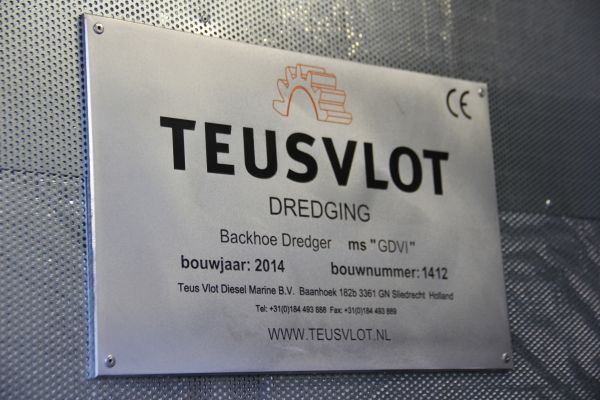 CE
TEUSVLOT
DREDGING
Backhoe Dredger ms "GDVI"
bouwjaar: 2014 bouwnummer: 1412
Teus Vlot Diesel Marine B.V. Baanhoek 182b 3361 GN Sliedrecht Holland
Tel: +31(0)184 493 888 Fax: +31(0)184 493 889
WWW.TEUSVLOT.NL